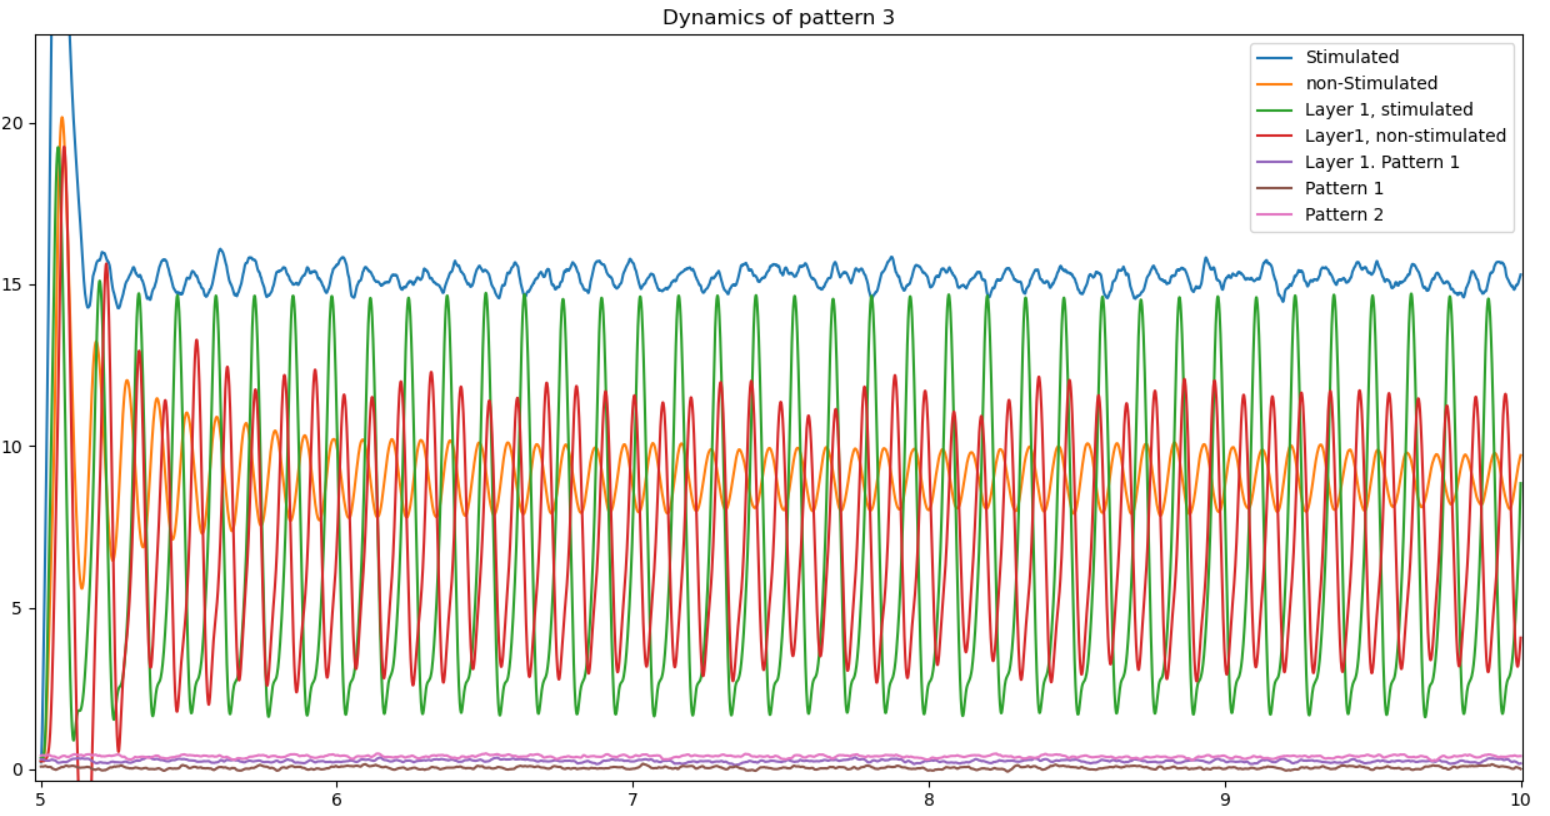 Dynamics of pattern 3
Stimulated
non-Stimulated
Layer 1, stimulated
Layer1, non-stimulated
Layer 1. Pattern 1
Pattern 1
Pattern 2
20
15
10
5
0
5 6 7 8 9 10